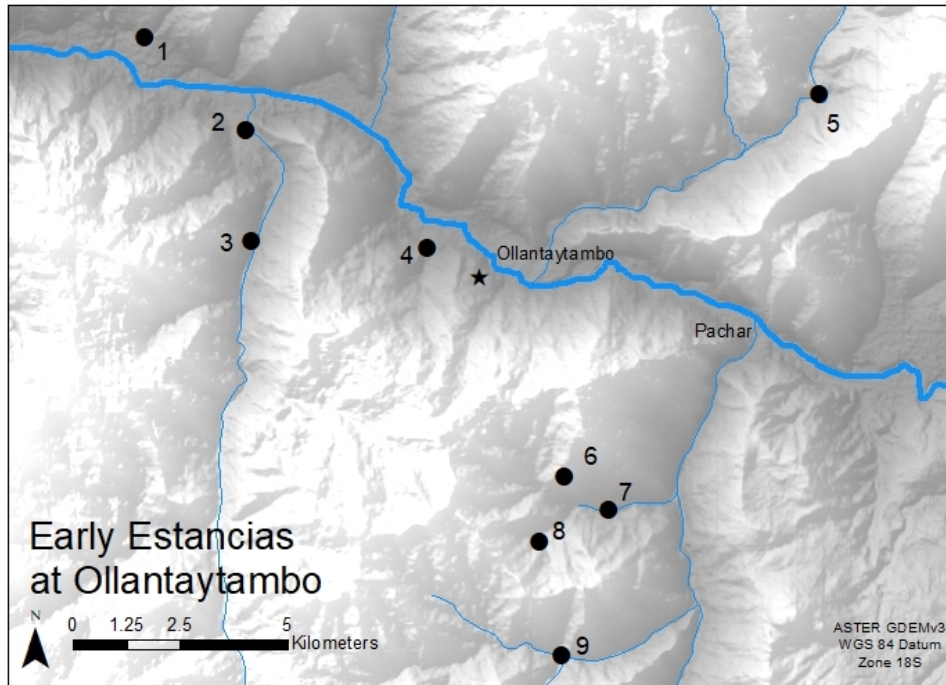 1
2
3
4
5
Ollantaytambo
Pachar
6
7
8
9
Early Estancias
at Ollantaytambo
N
0 1.25 2.5 5
Kilometers
ASTER GDEMv3
WGS 84 Datum
Zone 18S